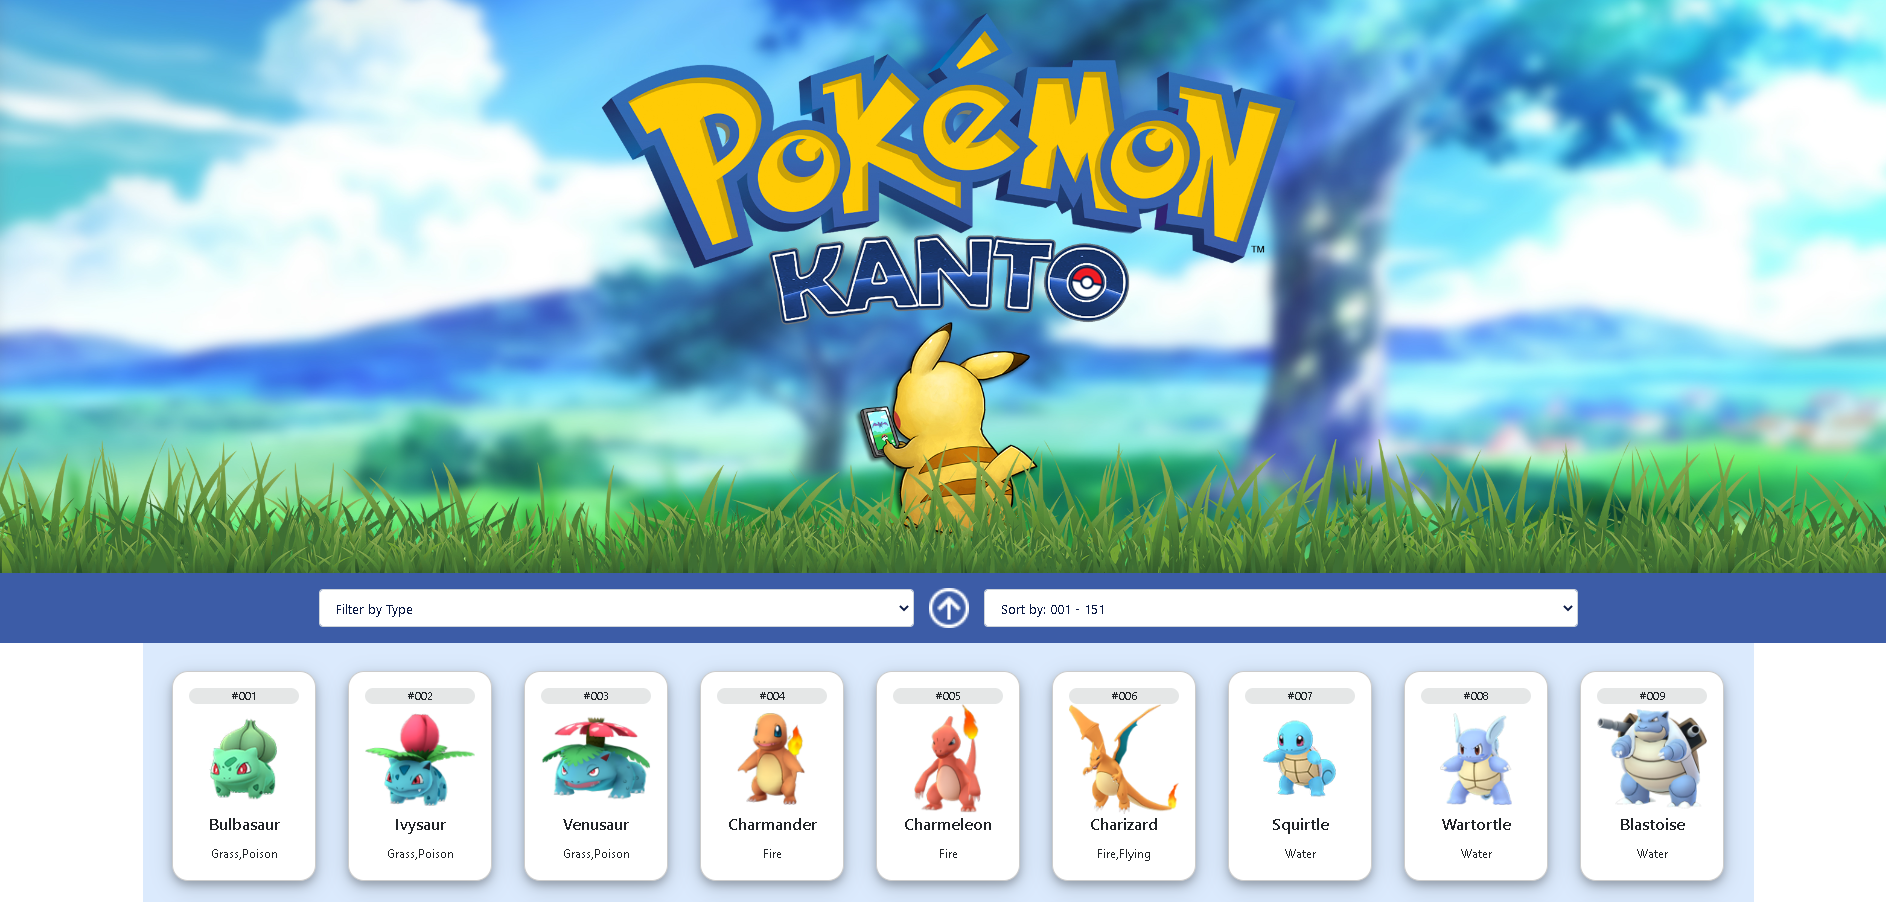 POKéMON
TM
KANTO
Filter by Type
Sort by: 001 - 151
#001 #002 #003 #004 #005 #006 #007 #008 #009
Bulbasaur Ivysaur Venusaur Charmander Charmeleon Charizard Squirtle Wartortle Blastoise
Grass,Poison Grass,Poison Grass,Poison Fire Fire Fire,Flying Water Water Water